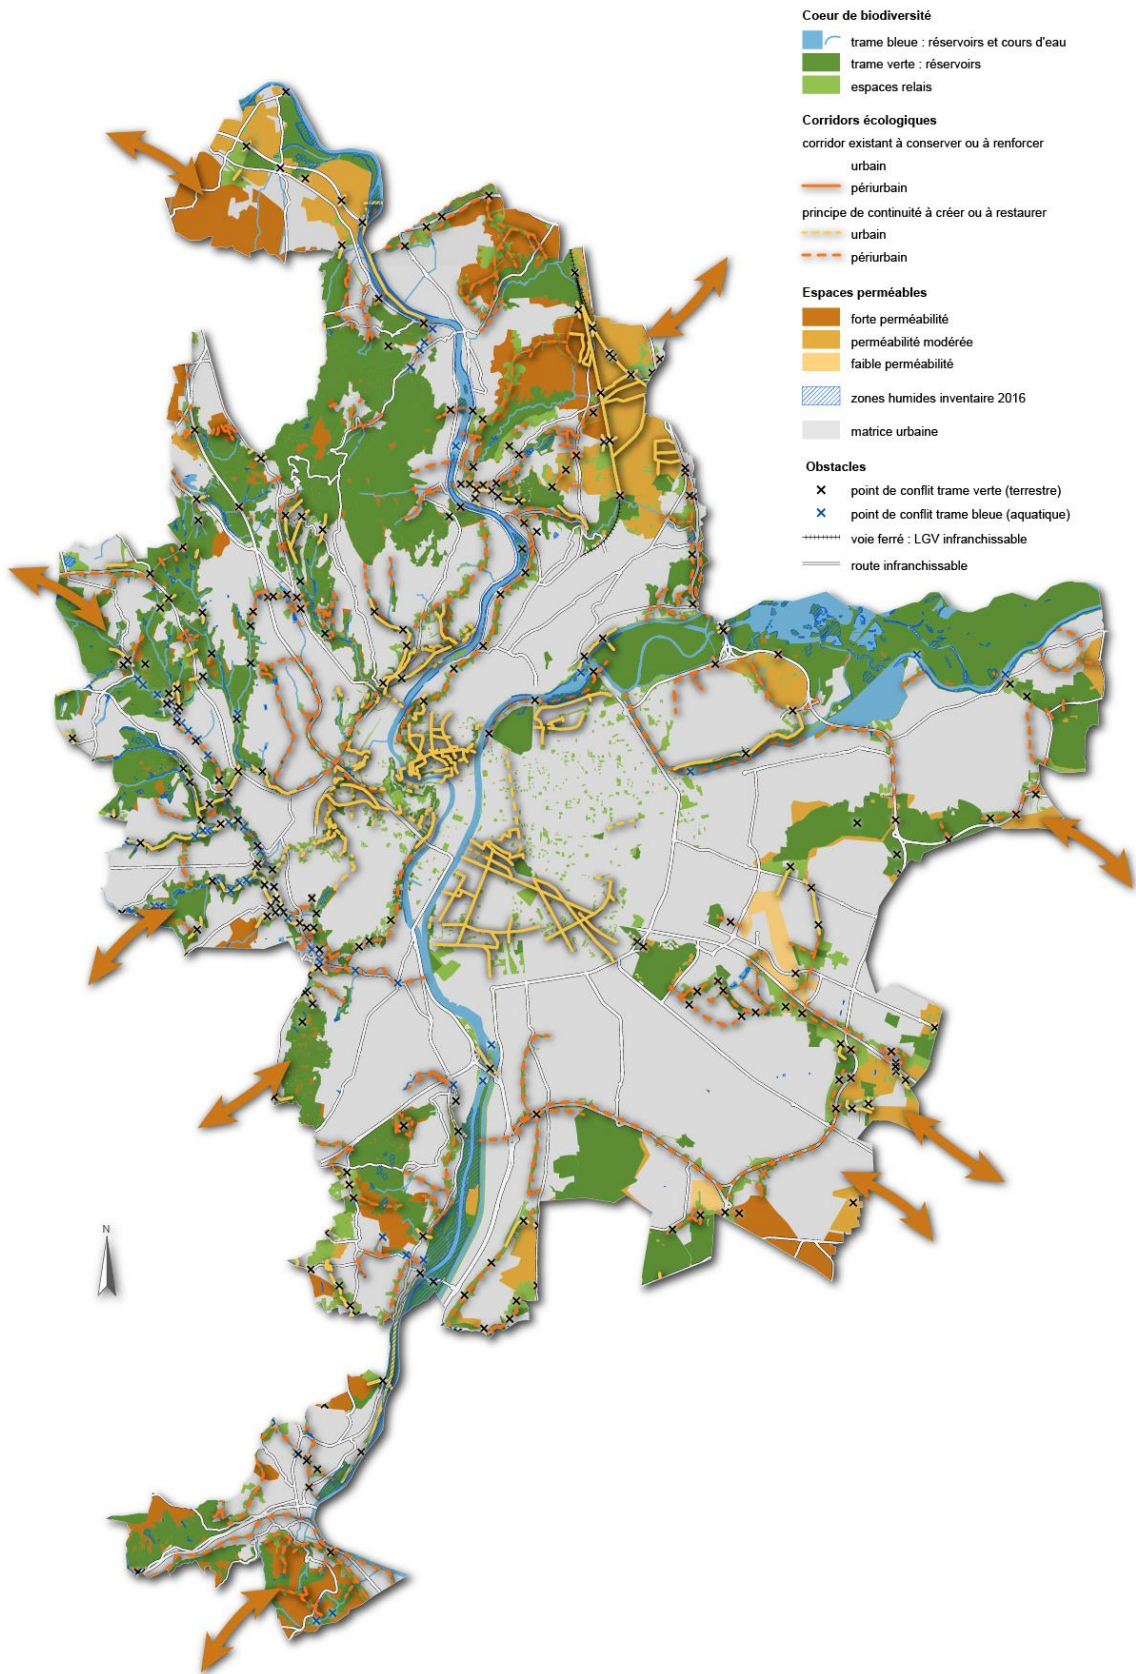 Coeur de biodiversité
trame bleue : réservoirs et cours d'eau
trame verte : réservoirs
espaces relais
Corridors écologiques
corridor existant à conserver ou à renforcer
urbain
périurbain
principe de continuité à créer ou à restaurer
urbain
périurbain
Espaces perméables
forte perméabilité
perméabilité modérée
faible perméabilité
zones humides inventaire 2016
matrice urbaine
Obstacles
point de conflit trame verte (terrestre)
point de conflit trame bleue (aquatique)
voie ferré : LGV infranchissable
route infranchissable
N